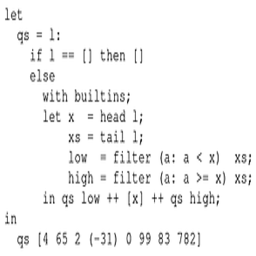 let
  qs = l:
    if l == [] then []
    else
      with builtins;
      let x  = head l;
          xs = tail l;
          low  = filter (a: a < x)  xs;
          high = filter (a: a >= x) xs;
      in qs low ++ [x] ++ qs high;
in
  qs [4 65 2 (-31) 0 99 83 782]